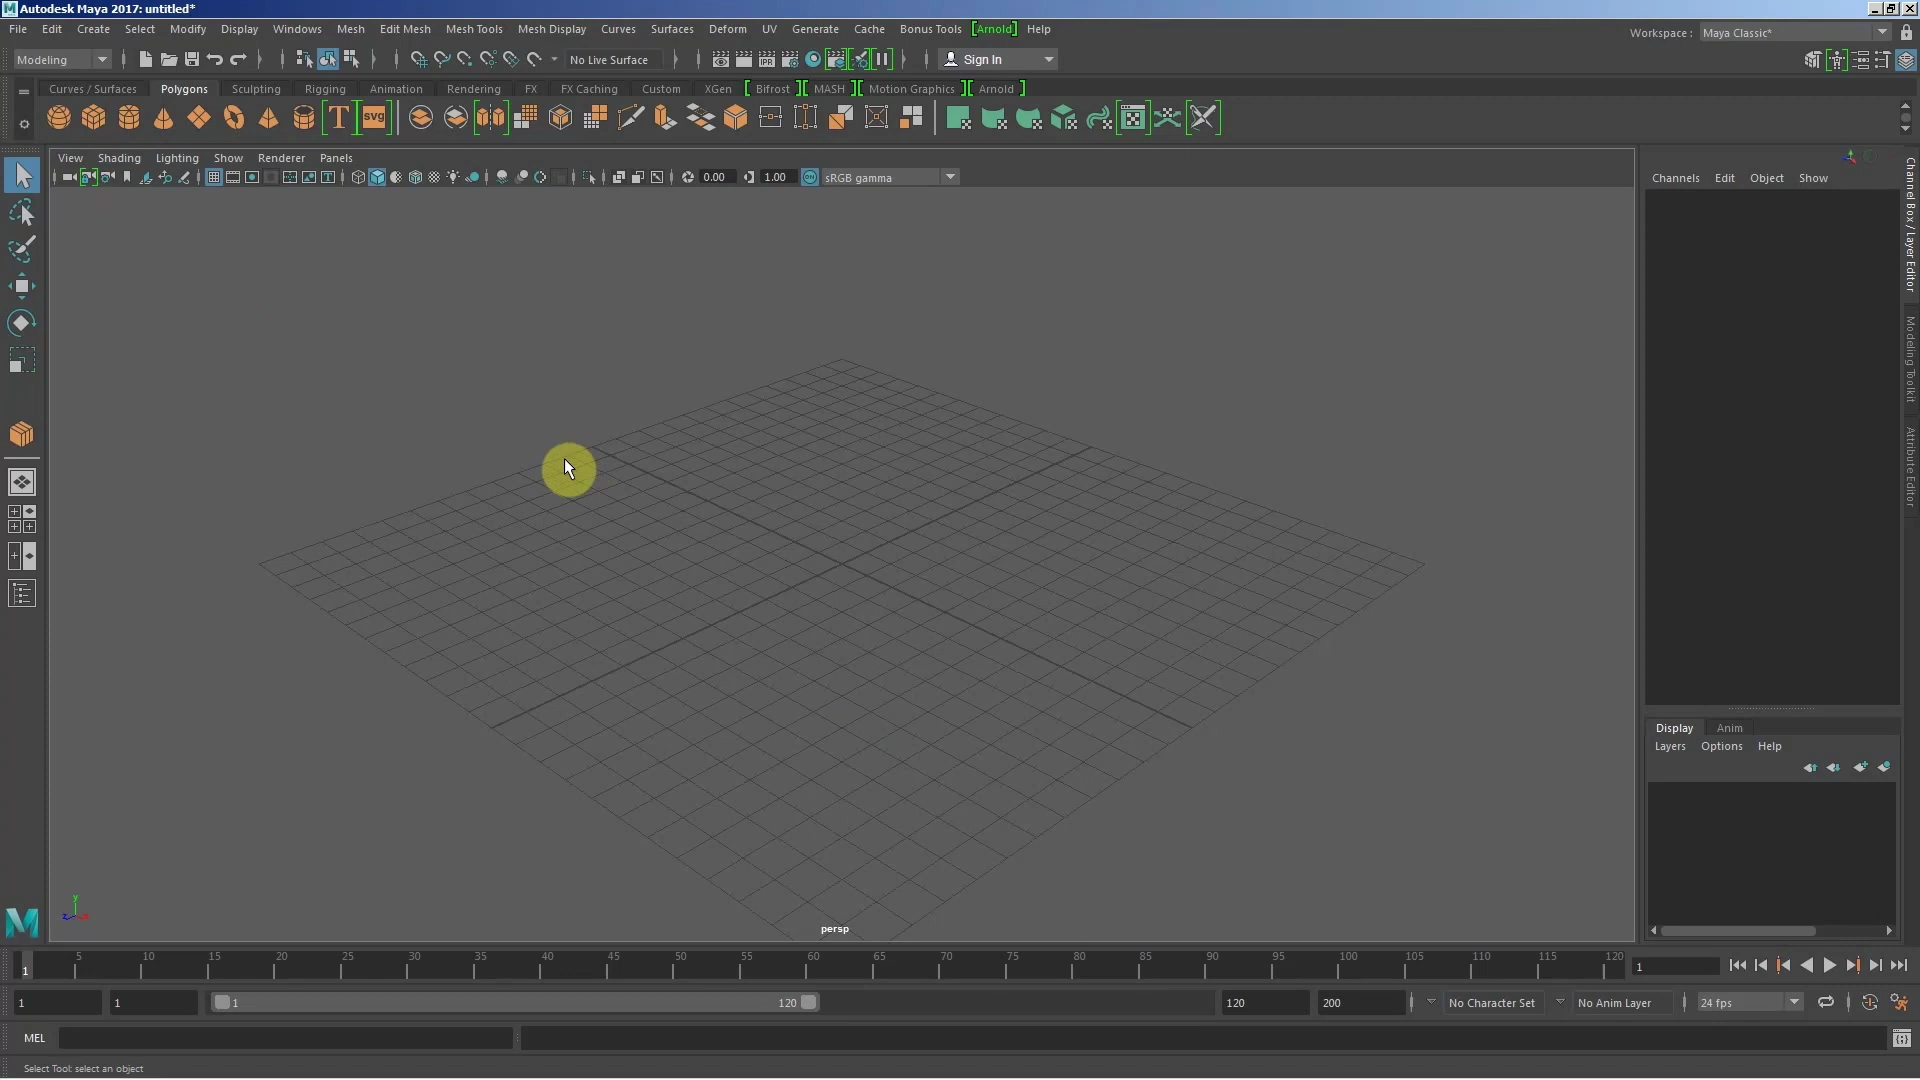 Autodesk Maya 2017: untitled*
File Edit Create Select Modify Display Windows Mesh Edit Mesh Mesh Tools Mesh Display Curves Surfaces Deform UV Generate Cache Bonus Tools [Arnold] Help
Workspace : Maya Classic*
Modeling No Live Surface IPR Sign In
Curves / Surfaces Polygons Sculpting Rigging Animation Rendering FX FX Caching Custom XGen [ Bifrost ][ MASH ][ Motion Graphics ][ Arnold ]
T svg
View Shading Lighting Show Renderer Panels
0.00 1.00 ON sRGB gamma
Channels Edit Object Show
Channel Box / Layer Editor
Modeling Toolkit
Attribute Editor
Display Anim
Layers Options Help
y
z x
persp
M
5 10 15 20 25 30 35 40 45 50 55 60 65 70 75 80 85 90 95 100 105 110 115 120
1 1
1 1 1 120 120 200 No Character Set No Anim Layer 24 fps
MEL
Select Tool: select an object